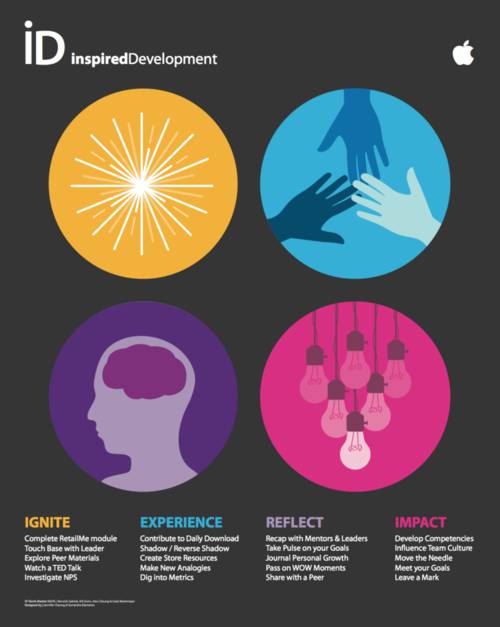 iD inspiredDevelopment
IGNITE
Complete RetailMe module
Touch Base with Leader
Explore Peer Materials
Watch a TED Talk
Investigate NPS
EXPERIENCE
Contribute to Daily Download
Shadow / Reverse Shadow
Create Store Resources
Make New Analogies
Dig into Metrics
REFLECT
Recap with Mentors & Leaders
Take Pulse on your Goals
Journal Personal Growth
Pass on WOW Moments
Share with a Peer
IMPACT
Develop Competencies
Influence Team Culture
Move the Needle
Meet your Goals
Leave a Mark